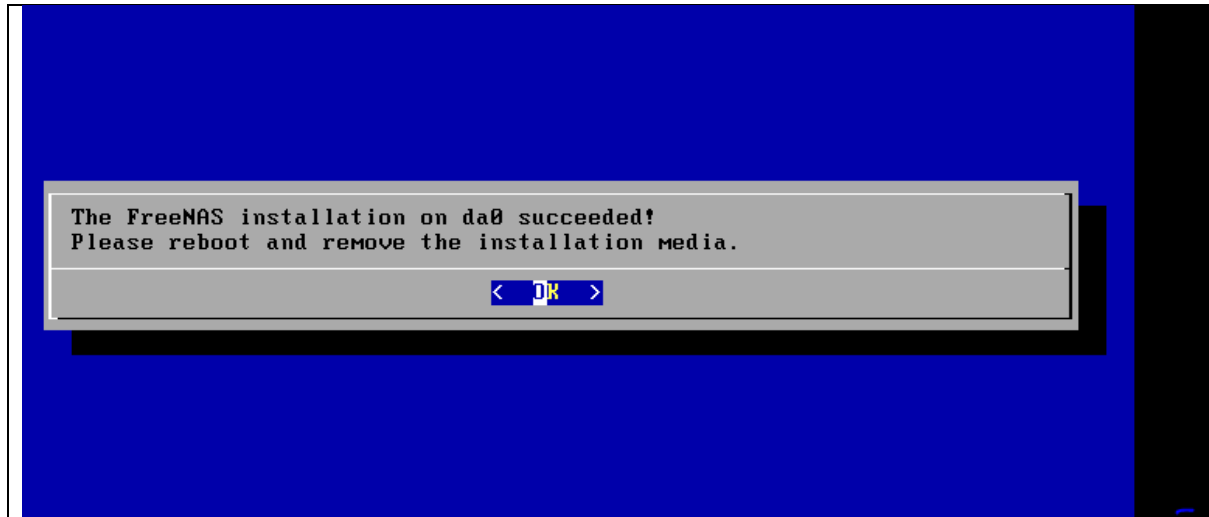 The FreeNAS installation on da0 succeeded!
Please reboot and remove the installation media.
< OK >